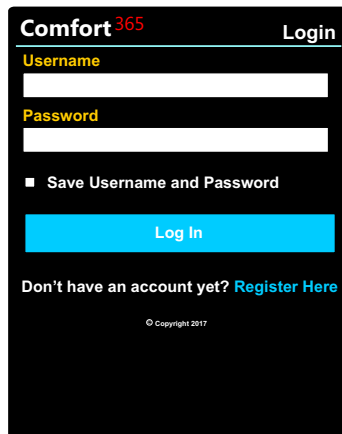 Comfort 365
Login
Username
Password
Save Username and Password
Log In
Don't have an account yet? Register Here
© Copyright 2017